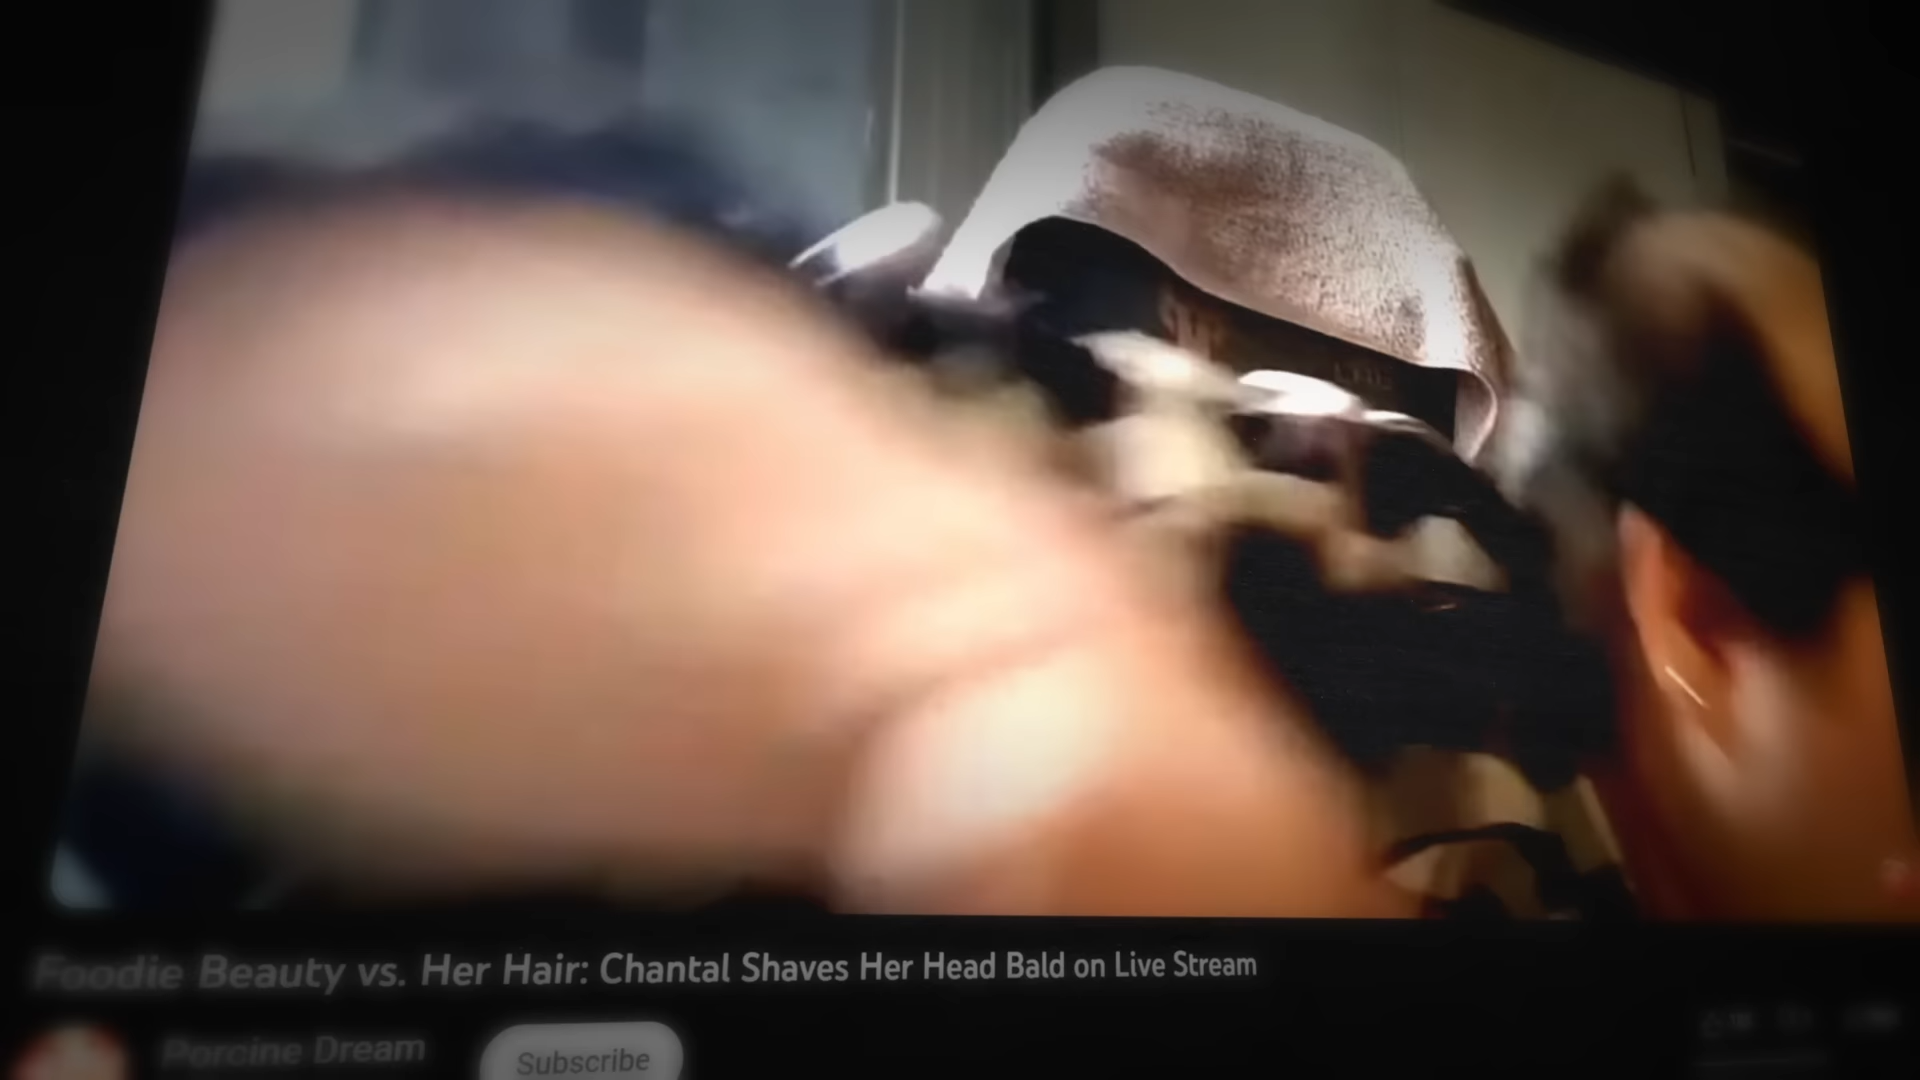 Foodie Beauty vs. Her Hair: Chantal Shaves Her Head Bald on Live Stream
Porcine Dream
Subscribe